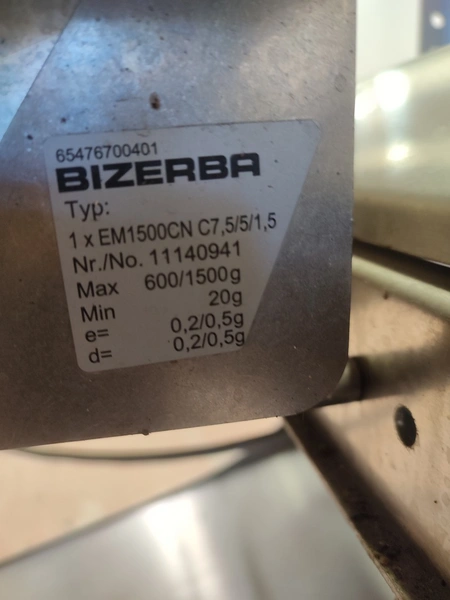 65476700401
BIZERBA
Typ:
1 x EM1500CN C7,5/5/1,5
Nr./No. 11140941
Max 600/1500g
Min 20g
e= 0,2/0,5g
d= 0,2/0,5g